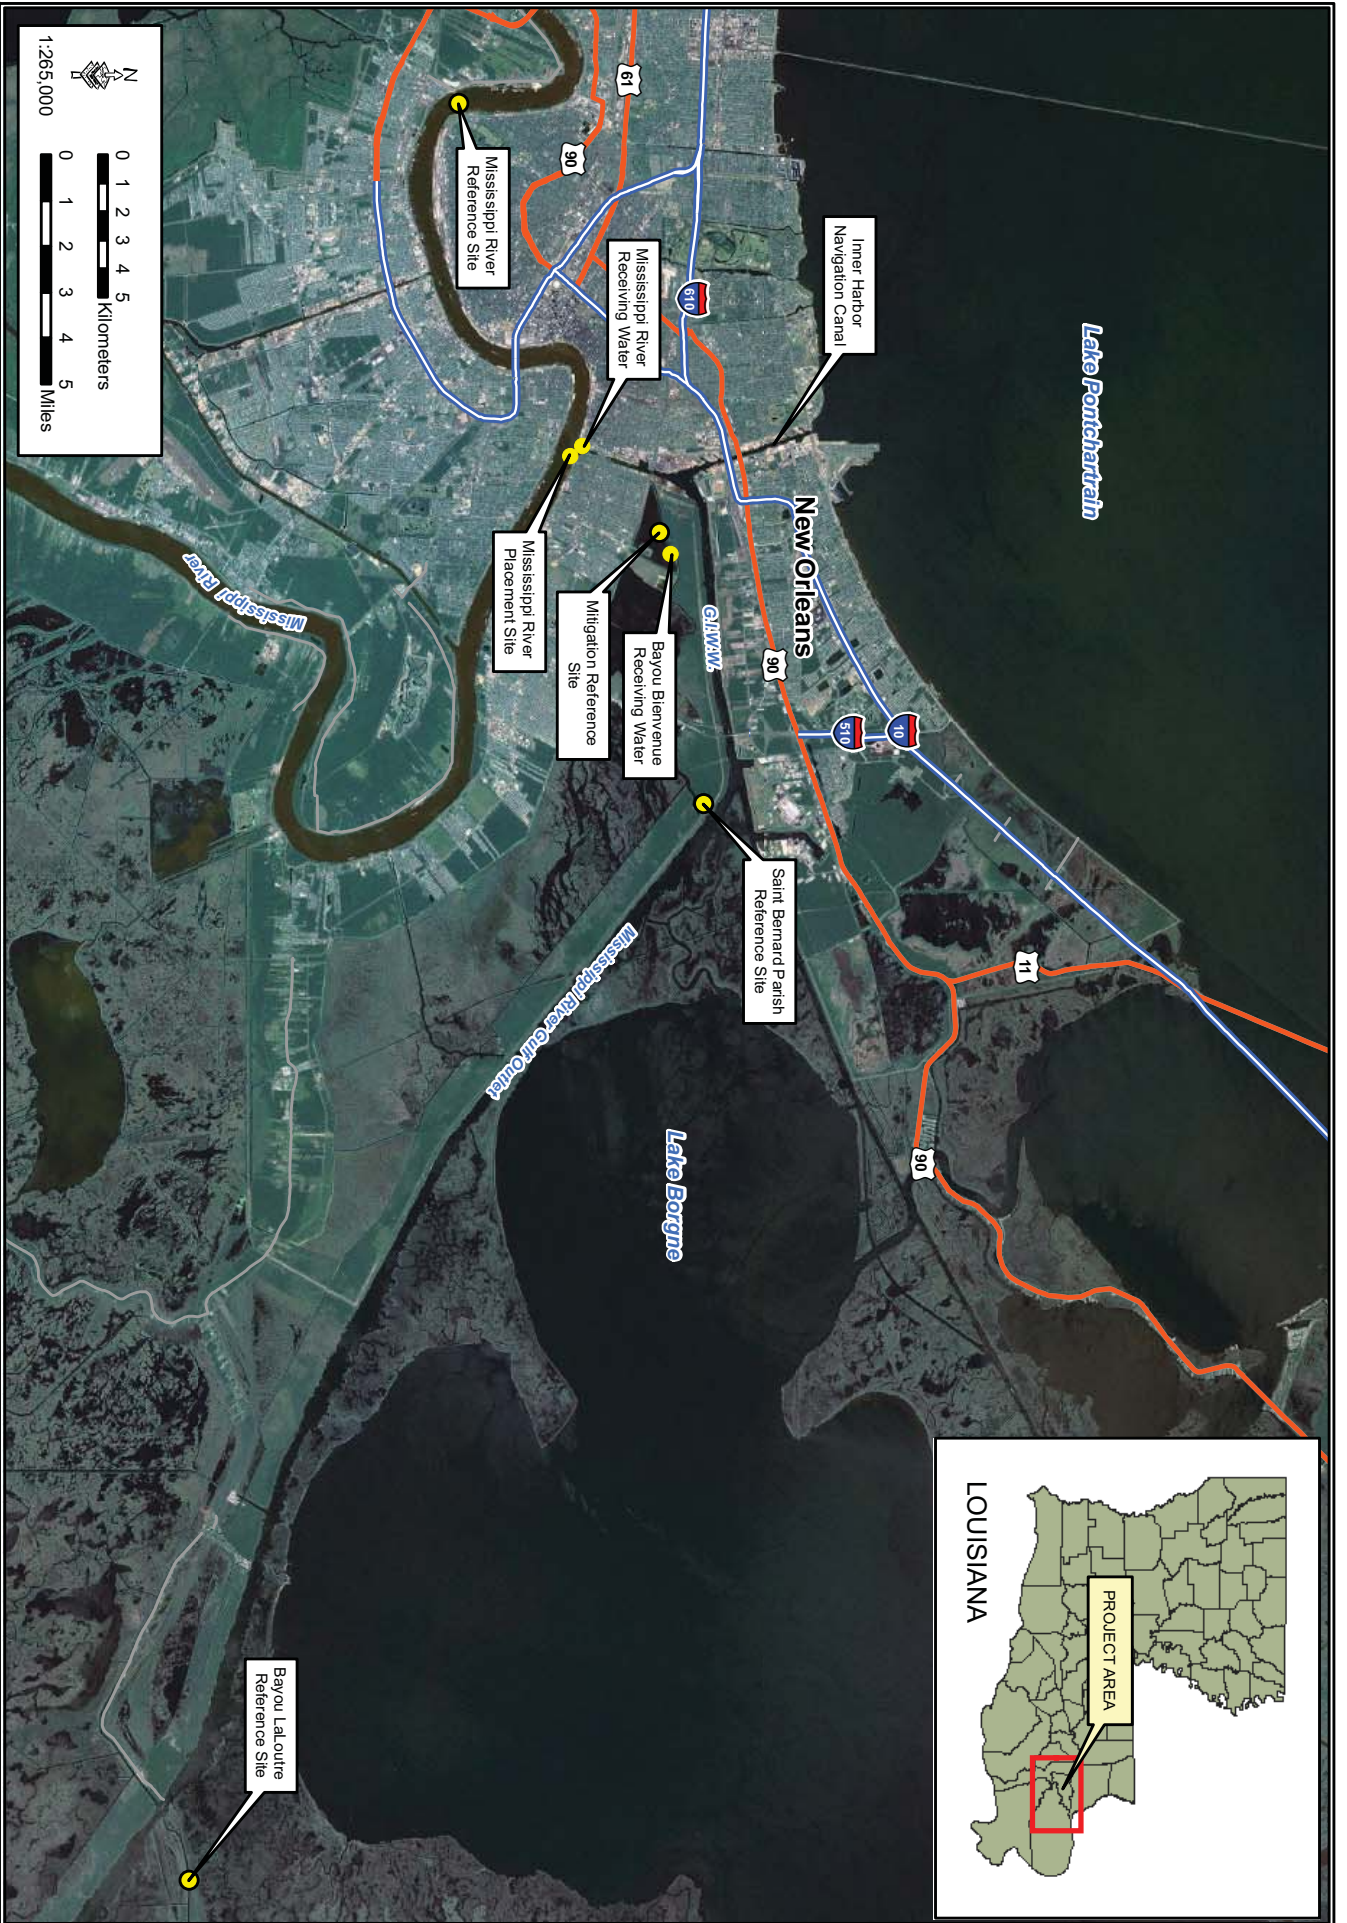 Lake Pontchartrain
Inner Harbor
Navigation Canal
61
90
610
Mississippi River
Reference Site
Mississippi River
Receiving Water
New Orleans
90
510
10
G.I.W.W.
Mississippi River
Placement Site
Mitigation Reference
Site
Bayou Bienvenue
Receiving Water
Saint Bernard Parish
Reference Site
11
90
Mississippi River
Mississippi River Gulf Outlet
Lake Borgne
Bayou LaLoutre
Reference Site
LOUISIANA
PROJECT AREA
N
1:265,000
0 1 2 3 4 5
Kilometers
0 1 2 3 4 5
Miles